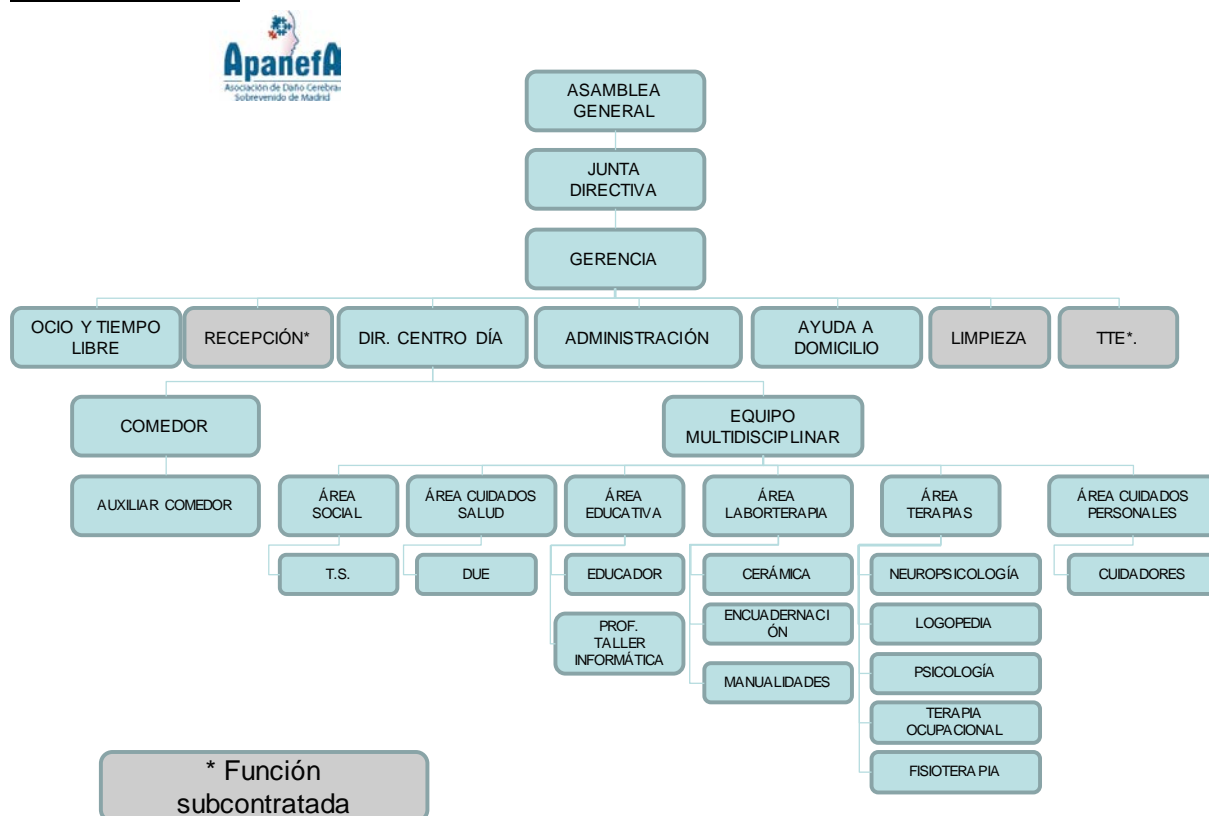 ApanefA
Asociación de Daño Cerebral
Sobrevenido de Madrid
ASAMBLEA
GENERAL
JUNTA
DIRECTIVA
GERENCIA
OCIO Y TIEMPO
LIBRE
RECEPCIÓN*
DIR. CENTRO DÍA
ADMINISTRACIÓN
AYUDA A
DOMICILIO
LIMPIEZA
TTE*.
COMEDOR
EQUIPO
MULTIDISCIPLINAR
AUXILIAR COMEDOR
ÁREA
SOCIAL
ÁREA CUIDADOS
SALUD
ÁREA
EDUCATIVA
ÁREA
LABORTERAPIA
ÁREA
TERAPIAS
ÁREA CUIDADOS
PERSONALES
T.S.
DUE
EDUCADOR
CERÁMICA
NEUROPSICOLOGÍA
CUIDADORES
PROF.
TALLER
INFORMÁTICA
ENCUADERNACI
ÓN
LOGOPEDIA
MANUALIDADES
PSICOLOGÍA
TERAPIA
OCUPACIONAL
FISIOTERAPIA
* Función
subcontratada